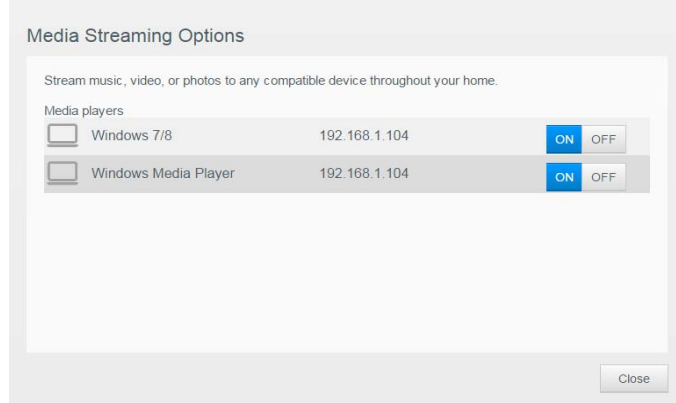 Media Streaming Options
Stream music, video, or photos to any compatible device throughout your home.
Media players
Windows 7/8 192.168.1.104 ON OFF
Windows Media Player 192.168.1.104 ON OFF
Close